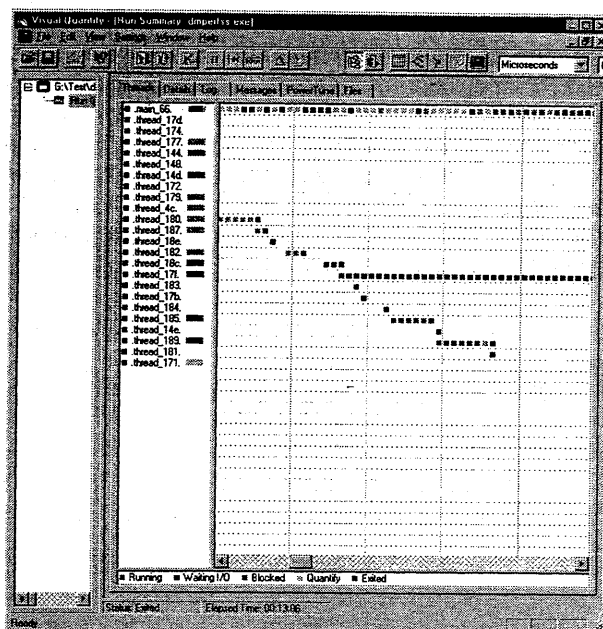 Visual Quantify - [Run Summary dmperfss.exe]
File Edit View Settings Window Help
Microseconds
G:\Test\d
Run
Threads Details Log Messages PowerTune Files
.main_66.
.thread_17d.
.thread_174.
.thread_177.
.thread_144.
.thread_148.
.thread_14d.
.thread_172.
.thread_179.
.thread_4c.
.thread_180.
.thread_187.
.thread_18e.
.thread_182.
.thread_18c.
.thread_17f.
.thread_183.
.thread_17b.
.thread_184.
.thread_185.
.thread_14e.
.thread_189.
.thread_181.
.thread_171.
Running Waiting I/O Blocked Quantify Exited
Status: Exited Elapsed Time: 00:13:06
Ready